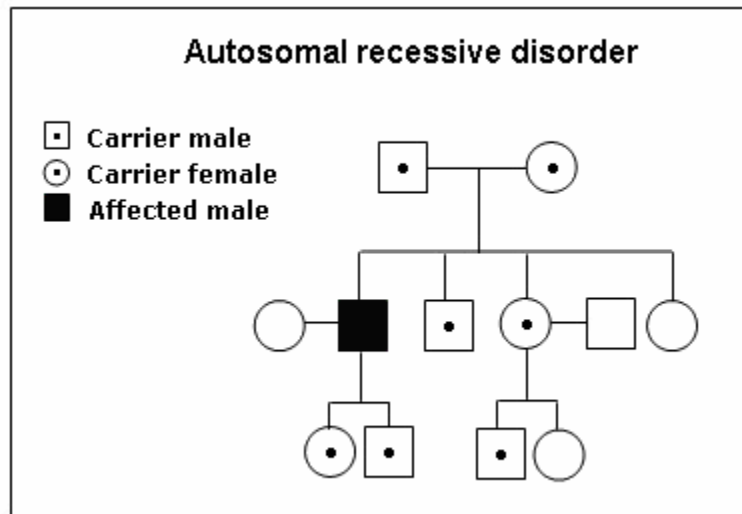 Autosomal recessive disorder
Carrier male
Carrier female
Affected male